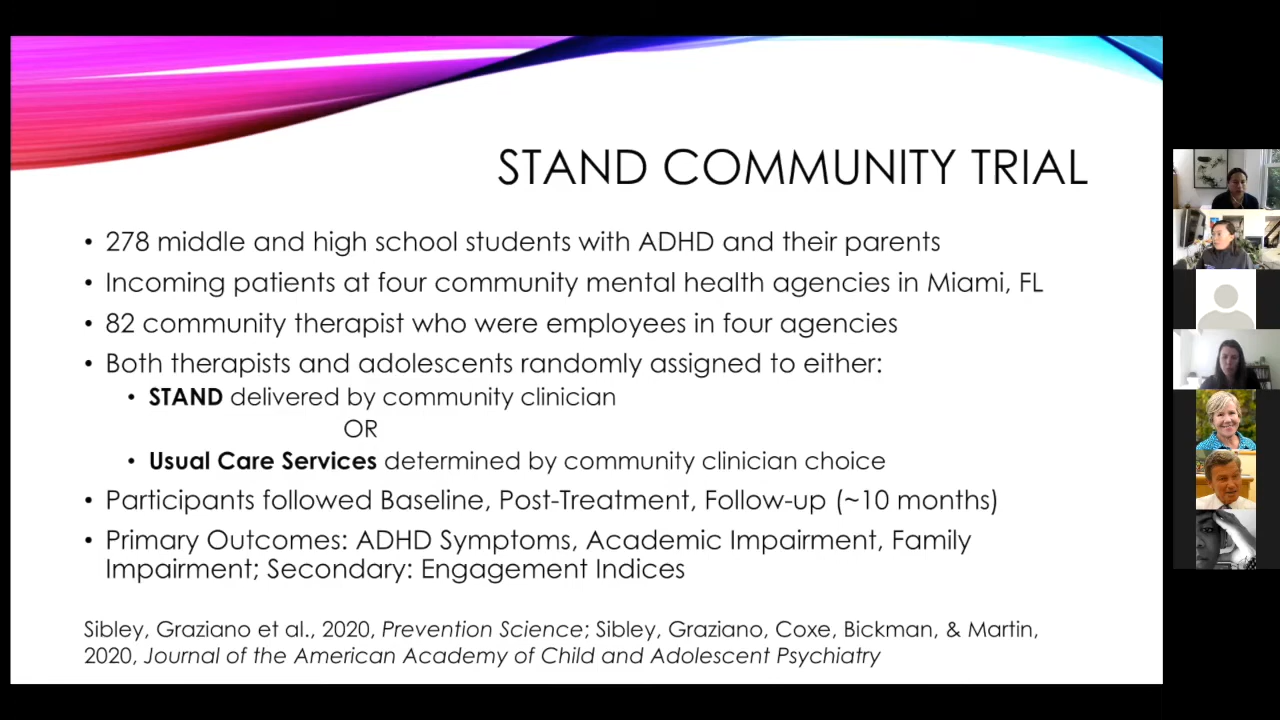 STAND COMMUNITY TRIAL
• 278 middle and high school students with ADHD and their parents
• Incoming patients at four community mental health agencies in Miami, FL
• 82 community therapist who were employees in four agencies
• Both therapists and adolescents randomly assigned to either:
• STAND delivered by community clinician
OR
• Usual Care Services determined by community clinician choice
• Participants followed Baseline, Post-Treatment, Follow-up (~10 months)
• Primary Outcomes: ADHD Symptoms, Academic Impairment, Family
Impairment; Secondary: Engagement Indices
Sibley, Graziano et al., 2020, Prevention Science; Sibley, Graziano, Coxe, Bickman, & Martin,
2020, Journal of the American Academy of Child and Adolescent Psychiatry